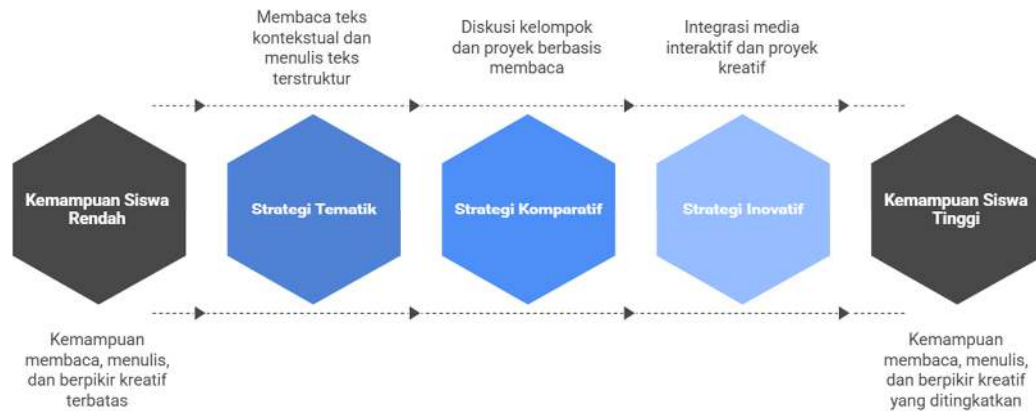 Membaca teks
kontekstual dan
menulis teks
terstruktur
Diskusi kelompok
dan proyek berbasis
membaca
Integrasi media
interaktif dan proyek
kreatif
Kemampuan Siswa
Rendah
Strategi Tematik
Strategi Komparatif
Strategi Inovatif
Kemampuan Siswa
Tinggi
Kemampuan
membaca, menulis,
dan berpikir kreatif
terbatas
Kemampuan
membaca, menulis,
dan berpikir kreatif
yang ditingkatkan